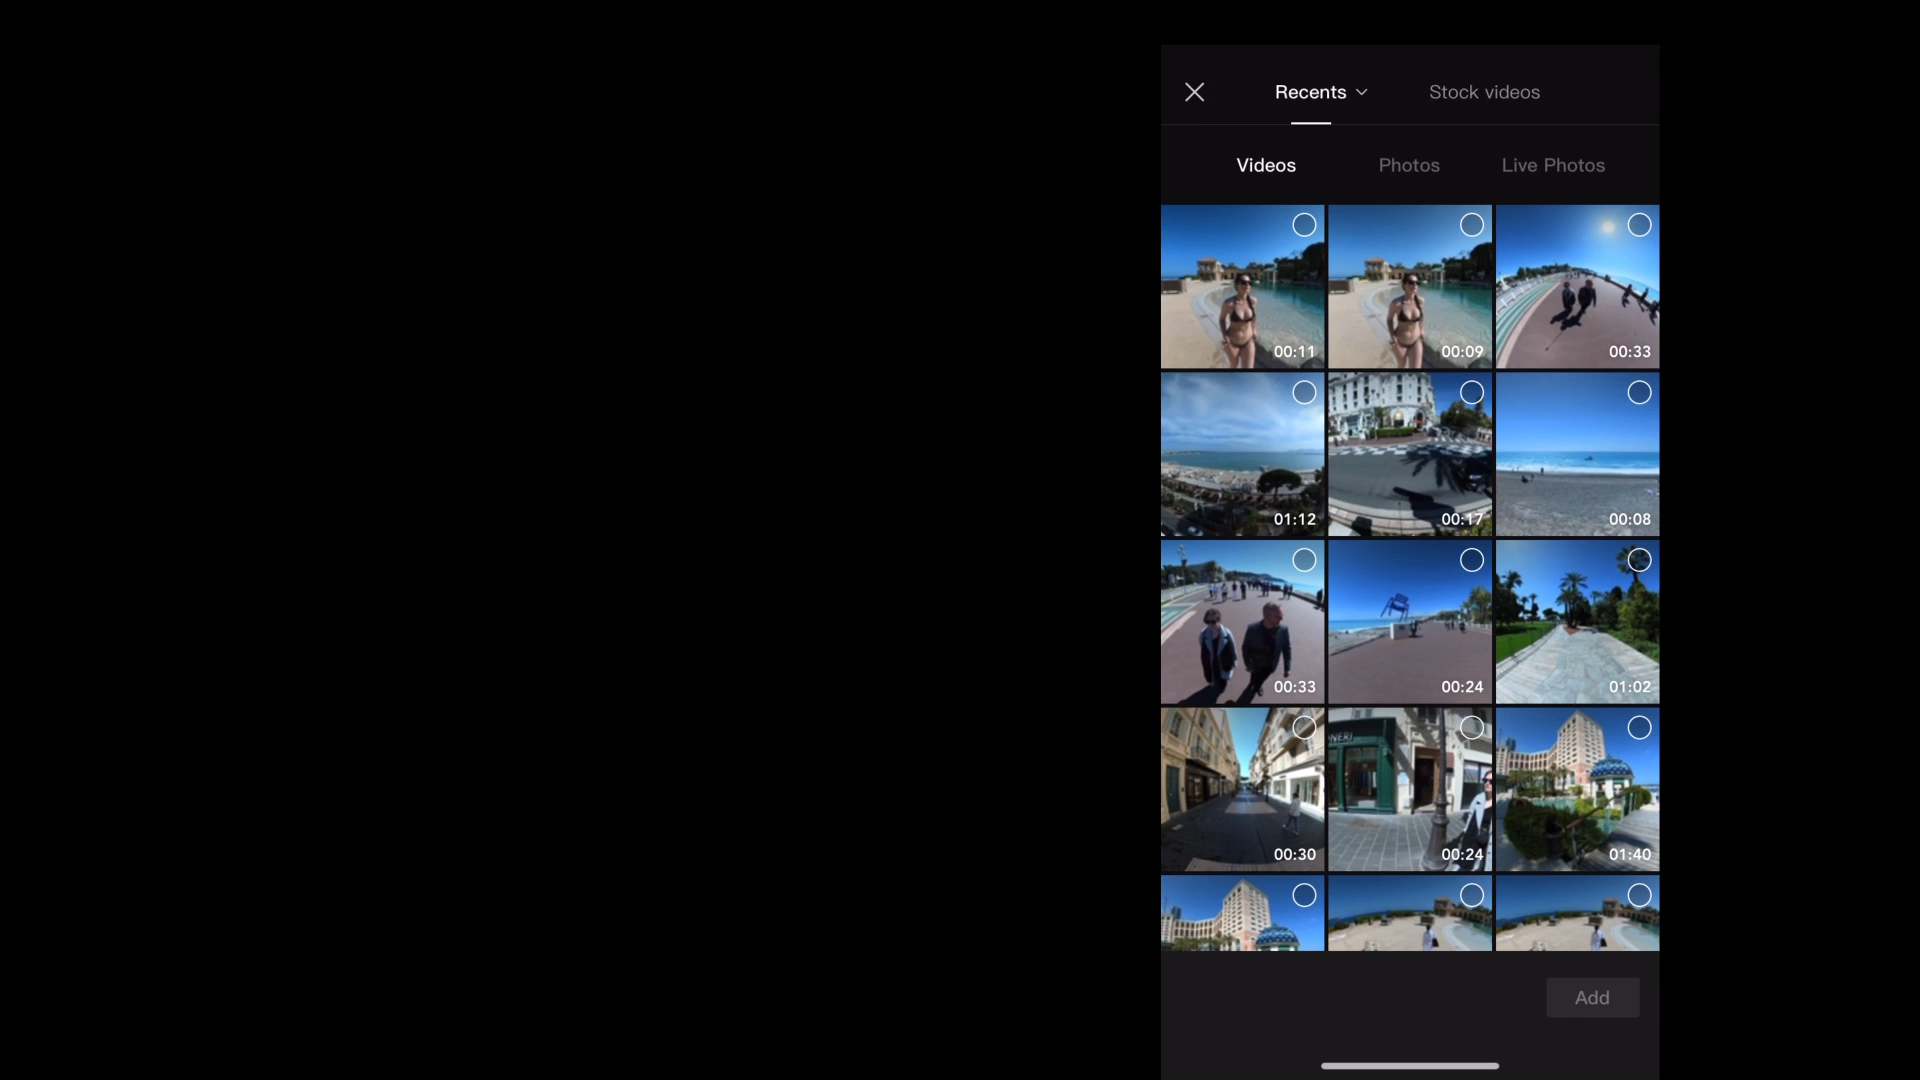 Recents
Stock videos
Videos
Photos
Live Photos
00:11
00:09
00:33
01:12
00:17
00:08
00:33
00:24
01:02
NERI
00:30
00:24
01:40
Add